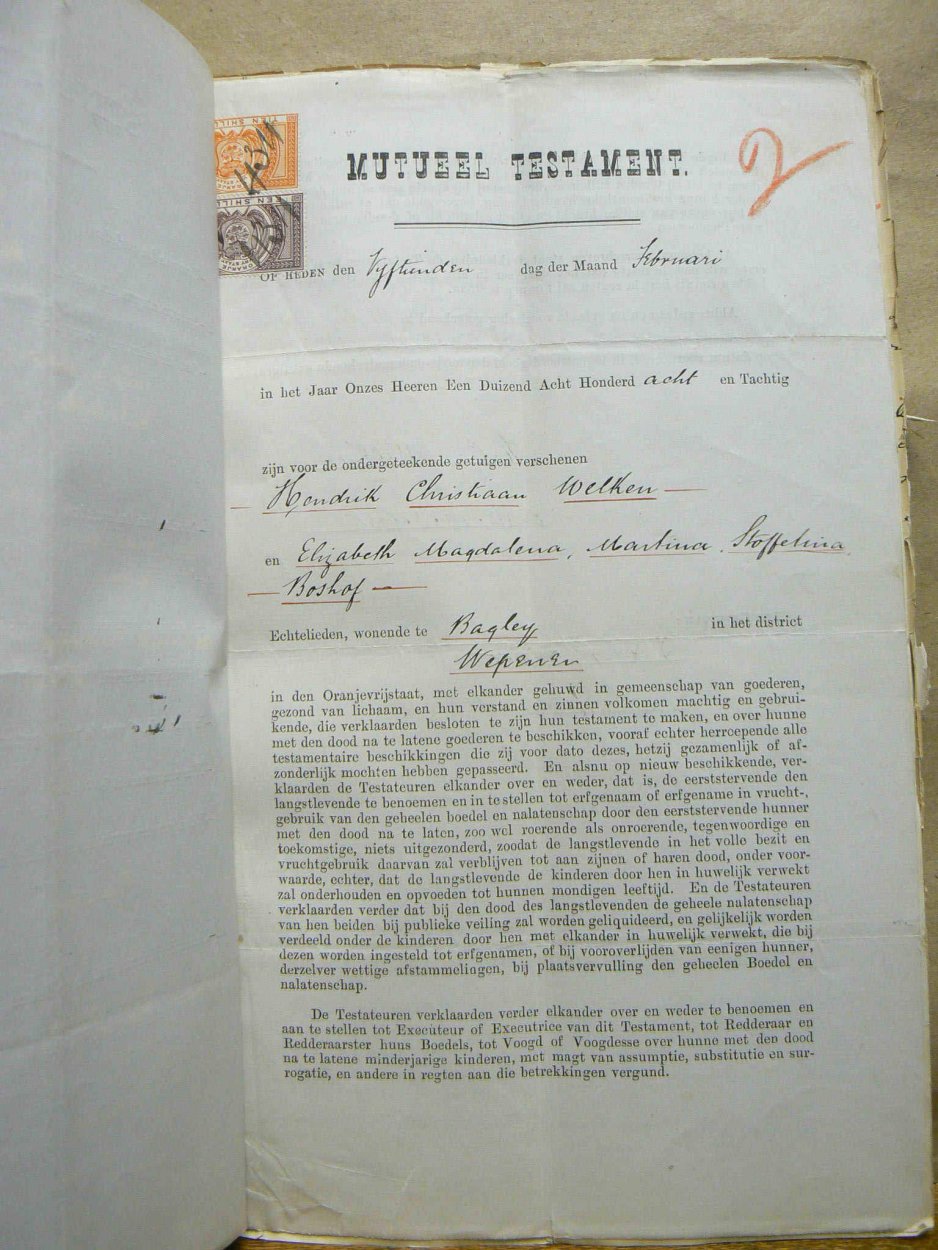 2
MUTUEEL TESTAMENT.
TEN SHILL
TEN SHILL
OP HEDEN den Vyftienden dag der Maand Februari
in het Jaar Onzes Heeren Een Duizend Acht Honderd acht en Tachtig
zijn voor de ondergeteekende getuigen verschenen
— Hendrik Christiaan Welken —
en Elizabeth Magdalena, Martina Stoffelina
— Boshof —
Echtelieden, wonende te Bagley in het district
Wepener
in den Oranjevrijstaat, met elkander gehuwd in gemeenschap van goederen,
gezond van lichaam, en hun verstand en zinnen volkomen machtig en gebrui-
kende, die verklaarden besloten te zijn hun testament te maken, en over hunne
met den dood na te latene goederen te beschikken, vooraf echter herroepende alle
testamentaire beschikkingen die zij voor dato dezes, hetzij gezamenlijk of af-
zonderlijk mochten hebben gepasseerd. En alsnu op nieuw beschikkende, ver-
klaarden de Testateuren elkander over en weder, dat is, de eerststervende den
langstlevende te benoemen en in te stellen tot erfgenaam of erfgename in vrucht-
gebruik van den geheelen boedel en nalatenschap door den eerststervende hunner
met den dood na te laten, zoo wel roerende als onroerende, tegenwoordige en
toekomstige, niets uitgezonderd, zoodat de langstlevende in het volle bezit en
vruchtgebruik daarvan zal verblijven tot aan zijnen of haren dood, onder voor-
waarde, echter, dat de langstlevende de kinderen door hen in huwelijk verwekt
zal onderhouden en opvoeden tot hunnen mondigen leeftijd. En de Testateuren
verklaarden verder dat bij den dood des langstlevenden de geheele nalatenschap
van hen beiden bij publieke veiling zal worden geliquideerd, en gelijkelijk worden
verdeeld onder de kinderen door hen met elkander in huwelijk verwekt, die bij
dezen worden ingesteld tot erfgenamen, of bij vooroverlijden van eenigen hunner,
derzelver wettige afstammelingen, bij plaatsvervulling den geheelen Boedel en
nalatenschap.
De Testateuren verklaarden verder elkander over en weder te benoemen en
aan te stellen tot Executeur of Executrice van dit Testament, tot Redderaar en
Redderaarster huns Boedels, tot Voogd of Voogdesse over hunne met den dood
na te latene minderjarige kinderen, met magt van assumptie, substitutie en sur-
rogatie, en andere in regten aan die betrekkingen vergund.